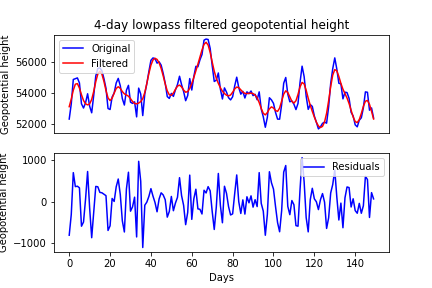 4-day lowpass filtered geopotential height
Geopotential height
56000
54000
52000
Original
Filtered
Geopotential height
1000
0
−1000
Residuals
0 20 40 60 80 100 120 140
Days